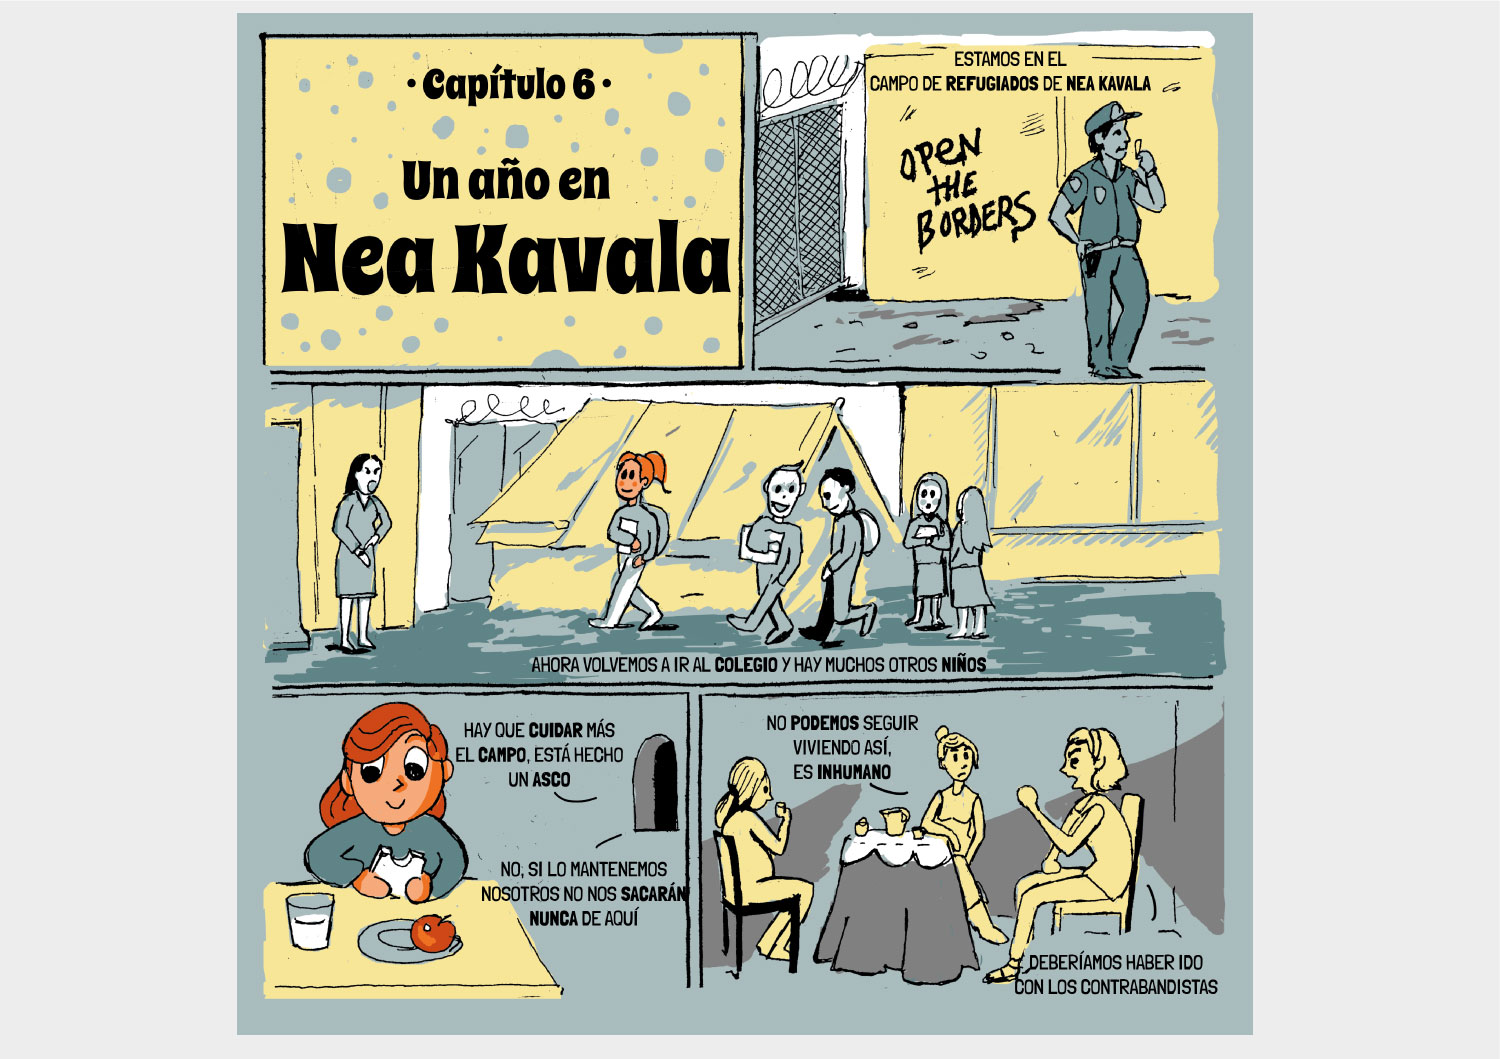 · Capítulo 6 ·
Un año en
Nea Kavala
ESTAMOS EN EL
CAMPO DE REFUGIADOS DE NEA KAVALA
OPEN
THE
BORDERS
AHORA VOLVEMOS A IR AL COLEGIO Y HAY MUCHOS OTROS NIÑOS
HAY QUE CUIDAR MÁS
EL CAMPO, ESTÁ HECHO
UN ASCO
NO, SI LO MANTENEMOS
NOSOTROS NO NOS SACARÁN
NUNCA DE AQUÍ
NO PODEMOS SEGUIR
VIVIENDO ASÍ,
ES INHUMANO
DEBERÍAMOS HABER IDO
CON LOS CONTRABANDISTAS